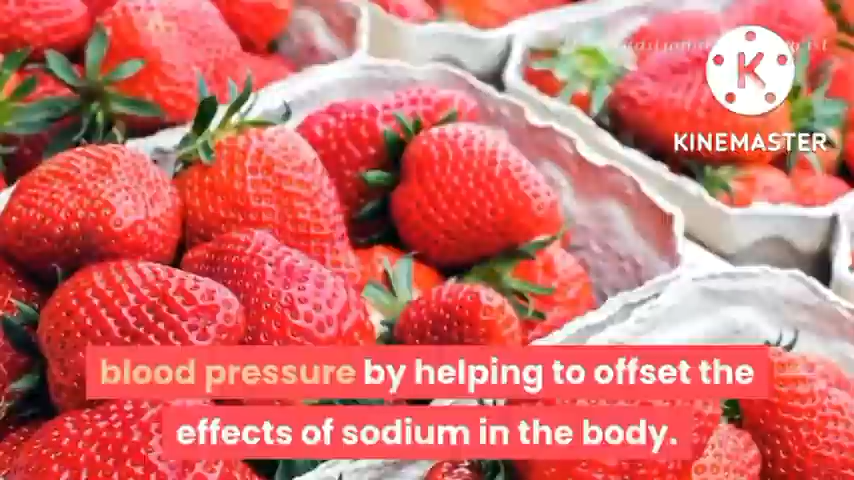 KINEMASTER
blood pressure by helping to offset the
effects of sodium in the body.